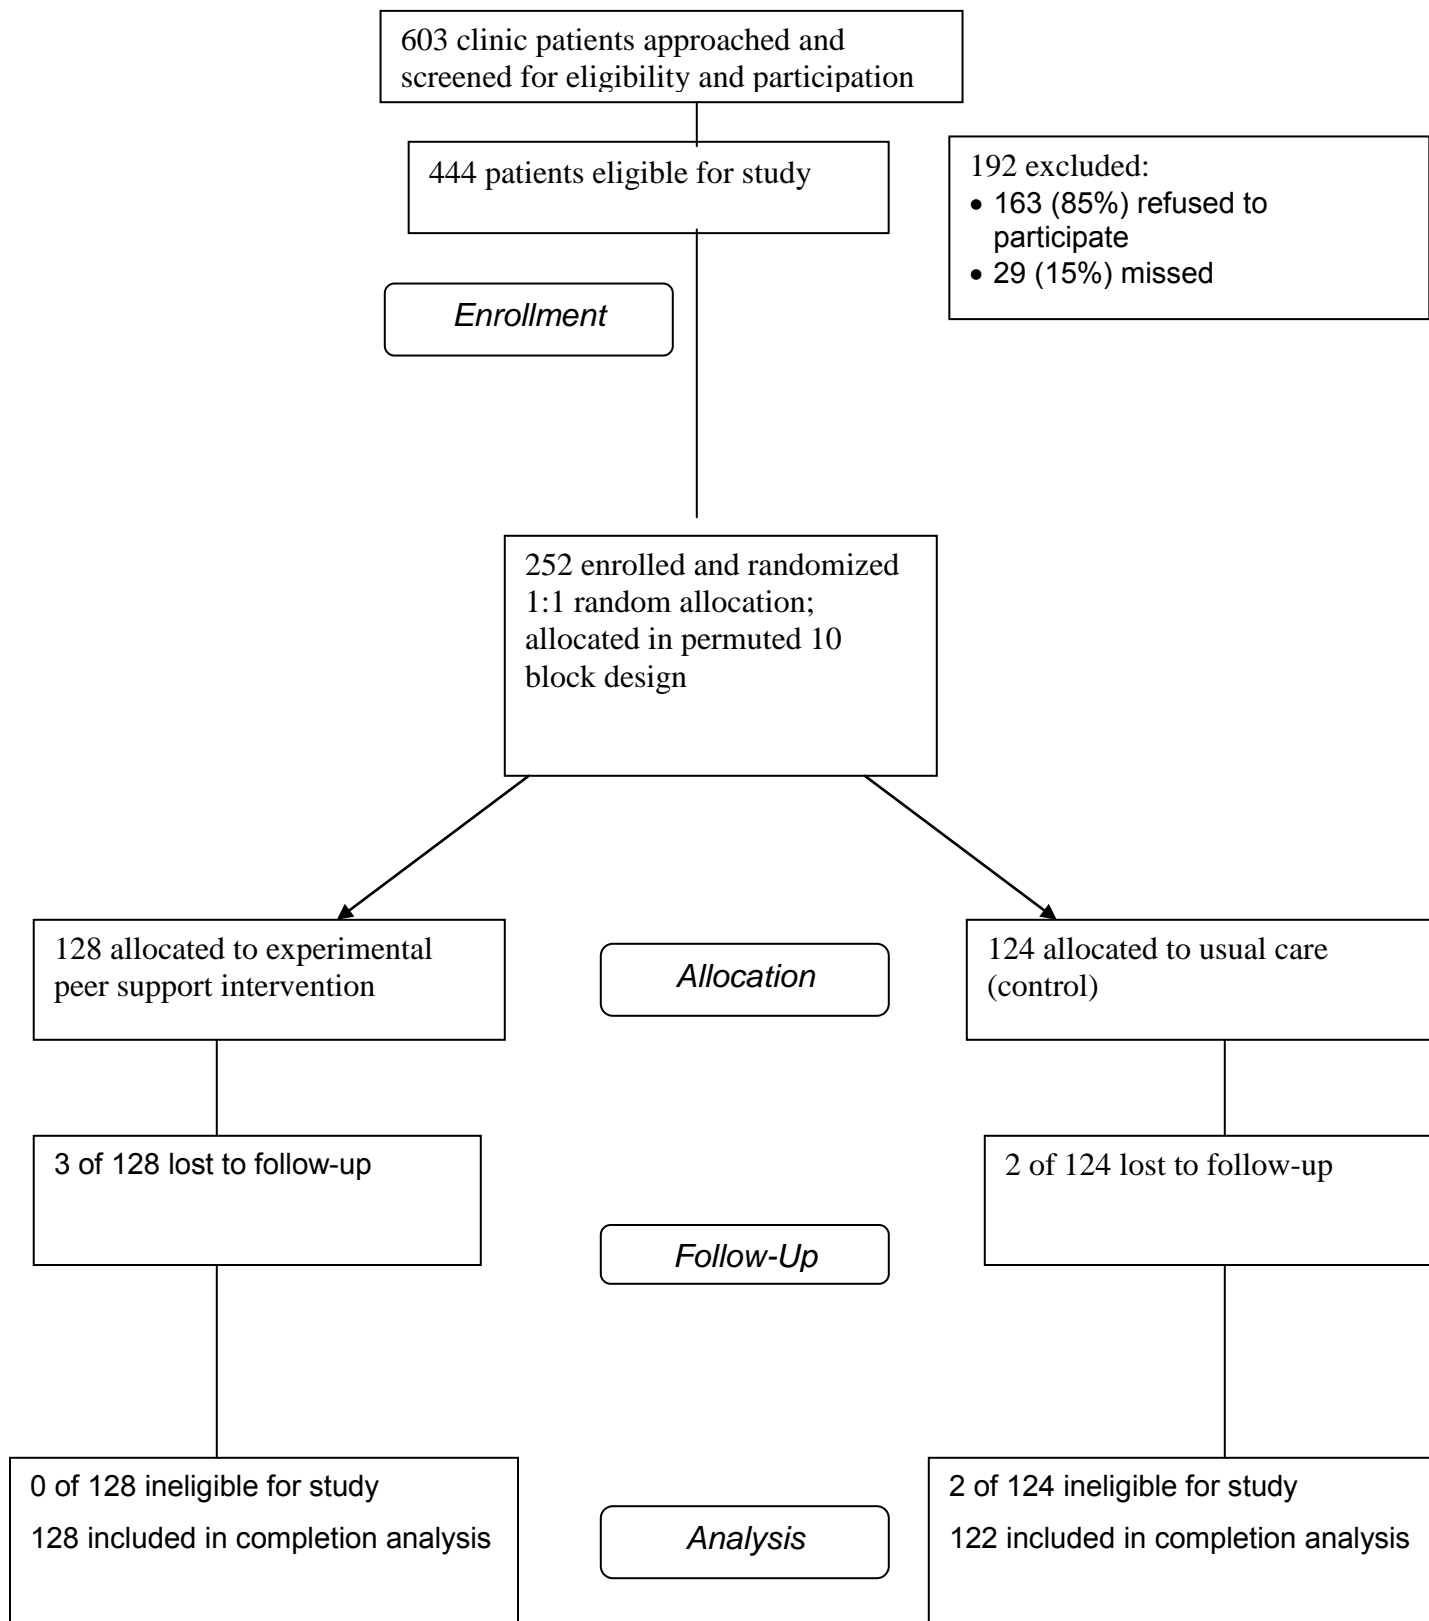 603 clinic patients approached and
screened for eligibility and participation
444 patients eligible for study
192 excluded:
• 163 (85%) refused to
participate
• 29 (15%) missed
Enrollment
252 enrolled and randomized
1:1 random allocation;
allocated in permuted 10
block design
128 allocated to experimental
peer support intervention
Allocation
124 allocated to usual care
(control)
3 of 128 lost to follow-up
2 of 124 lost to follow-up
Follow-Up
0 of 128 ineligible for study
128 included in completion analysis
Analysis
2 of 124 ineligible for study
122 included in completion analysis